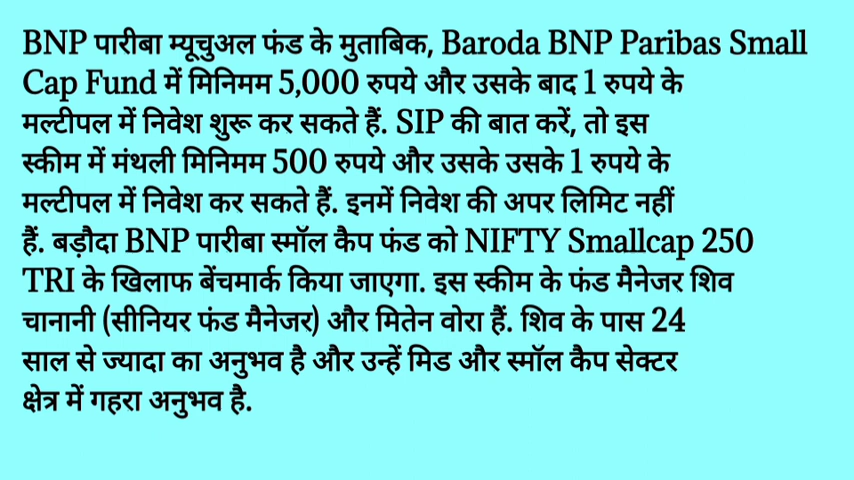 BNP पारीबा म्यूचुअल फंड के मुताबिक, Baroda BNP Paribas Small
Cap Fund में मिनिमम 5,000 रुपये और उसके बाद 1 रुपये के
मल्टीपल में निवेश शुरू कर सकते हैं. SIP की बात करें, तो इस
स्कीम में मंथली मिनिमम 500 रुपये और उसके उसके 1 रुपये के
मल्टीपल में निवेश कर सकते हैं. इनमें निवेश की अपर लिमिट नहीं
हैं. बड़ौदा BNP पारीबा स्मॉल कैप फंड को NIFTY Smallcap 250
TRI के खिलाफ बेंचमार्क किया जाएगा. इस स्कीम के फंड मैनेजर शिव
चानानी (सीनियर फंड मैनेजर) और मितेन वोरा हैं. शिव के पास 24
साल से ज्यादा का अनुभव है और उन्हें मिड और स्मॉल कैप सेक्टर
क्षेत्र में गहरा अनुभव है.